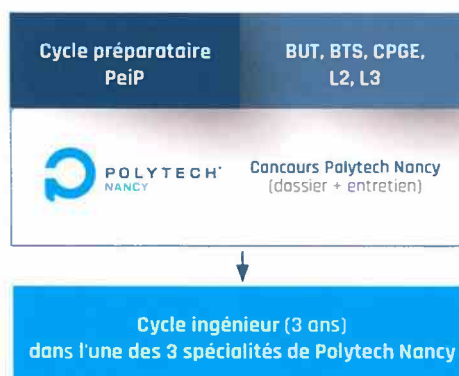 Cycle préparatoire
PeiP
BUT, BTS, CPGE,
L2, L3
POLYTECH
NANCY
Concours Polytech Nancy
(dossier + entretien)
Cycle ingénieur (3 ans)
dans l'une des 3 spécialités de Polytech Nancy